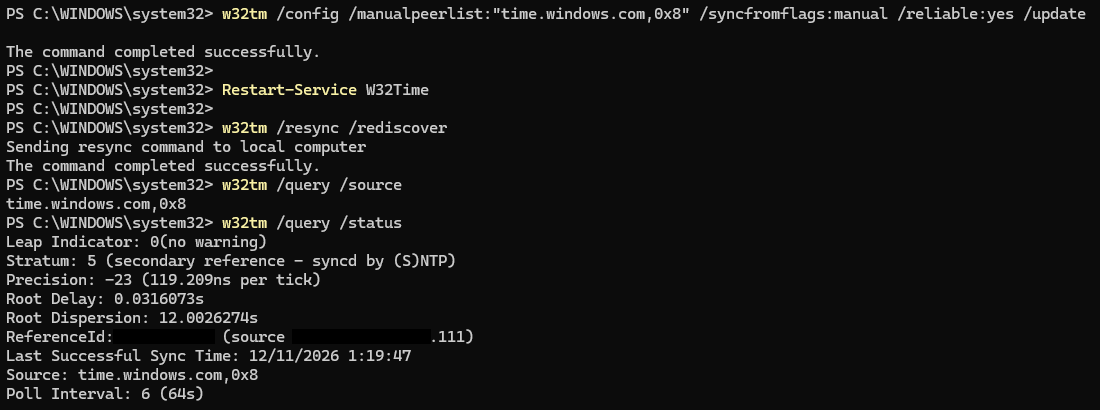 PS C:\WINDOWS\system32> w32tm /config /manualpeerlist:"time.windows.com,0x8" /syncfromflags:manual /reliable:yes /update
The command completed successfully.
PS C:\WINDOWS\system32>
PS C:\WINDOWS\system32> Restart-Service W32Time
PS C:\WINDOWS\system32>
PS C:\WINDOWS\system32> w32tm /resync /rediscover
Sending resync command to local computer
The command completed successfully.
PS C:\WINDOWS\system32> w32tm /query /source
time.windows.com,0x8
PS C:\WINDOWS\system32> w32tm /query /status
Leap Indicator: 0(no warning)
Stratum: 5 (secondary reference - syncd by (S)NTP)
Precision: -23 (119.209ns per tick)
Root Delay: 0.0316073s
Root Dispersion: 12.0026274s
ReferenceId: (source .111)
Last Successful Sync Time: 12/11/2026 1:19:47
Source: time.windows.com,0x8
Poll Interval: 6 (64s)